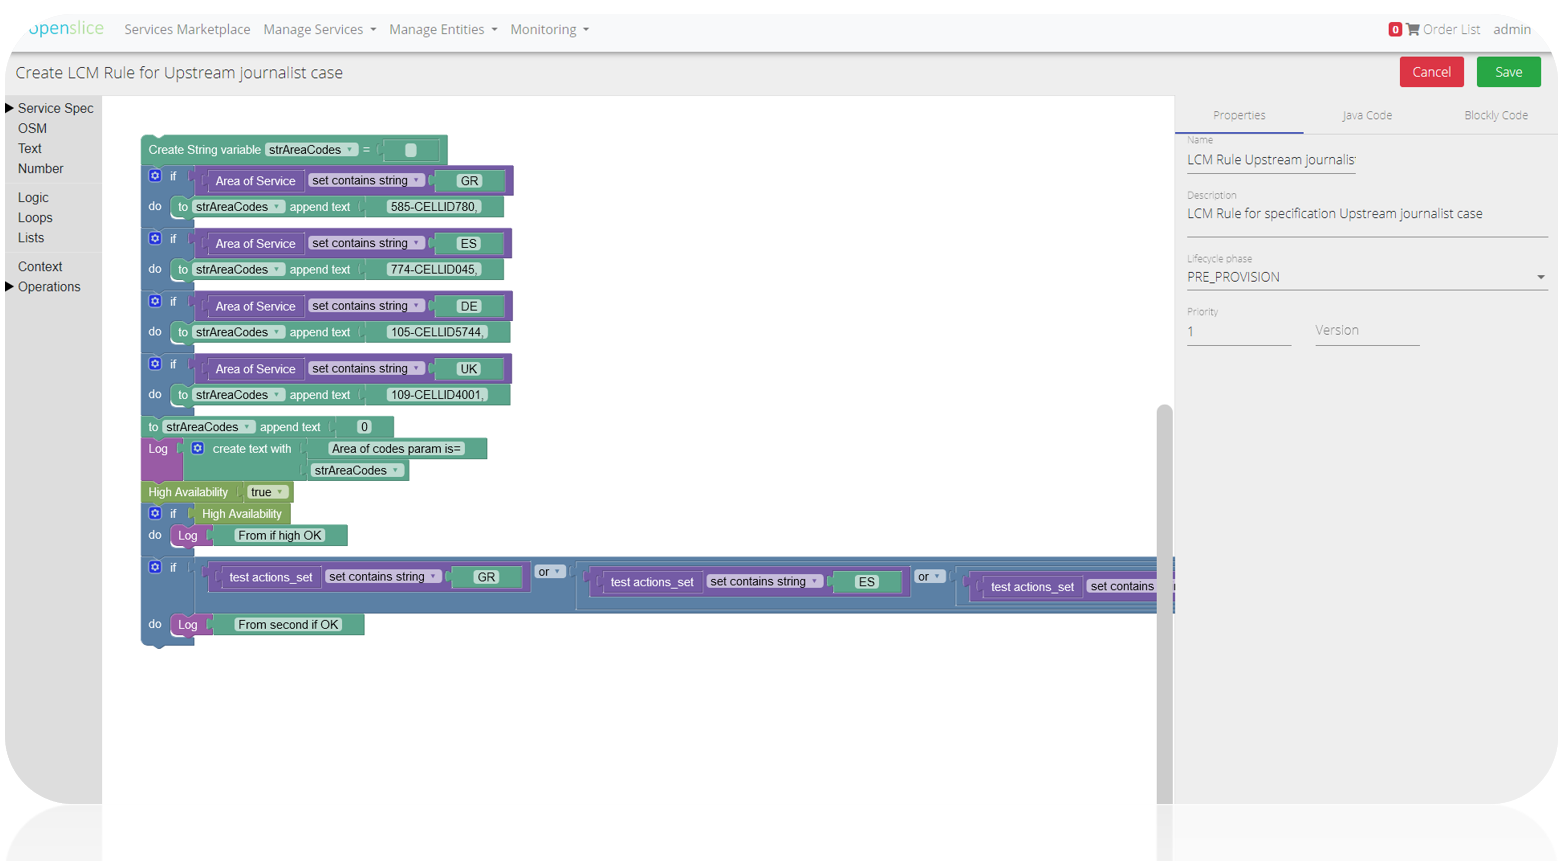 openslice Services Marketplace Manage Services Manage Entities Monitoring 0 Order List admin
Create LCM Rule for Upstream journalist case Cancel Save
Service Spec
OSM
Text
Number
Logic
Loops
Lists
Context
Operations
Create String variable strAreaCodes =
if Area of Service set contains string GR
do to strAreaCodes append text 585-CELLID780,
if Area of Service set contains string ES
do to strAreaCodes append text 774-CELLID045,
if Area of Service set contains string DE
do to strAreaCodes append text 105-CELLID5744,
if Area of Service set contains string UK
do to strAreaCodes append text 109-CELLID4001,
to strAreaCodes append text 0
Log create text with Area of codes param is=
strAreaCodes
High Availability true
if High Availability
do Log From if high OK
if test actions_set set contains string GR or test actions_set set contains string ES or test actions_set set contains
do Log From second if OK
Properties Java Code Blockly Code
Name
LCM Rule Upstream journalis
Description
LCM Rule for specification Upstream journalist case
Lifecycle phase
PRE_PROVISION
Priority
1 Version